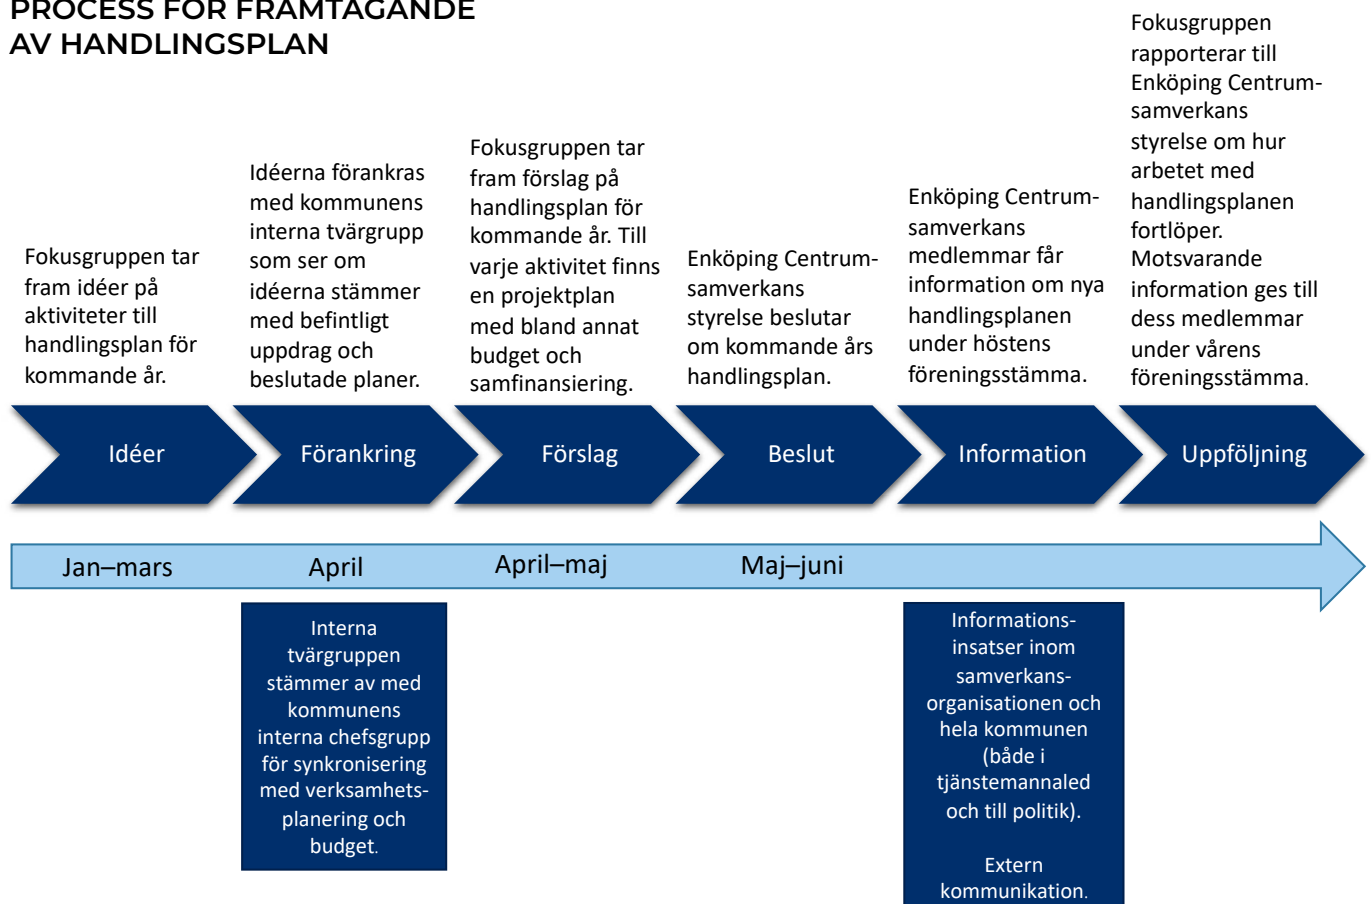 PROCESS FÖR FRAMTAGANDE
AV HANDLINGSPLAN
Fokusgruppen tar
fram idéer på
aktiviteter till
handlingsplan för
kommande år.
Idéerna förankras
med kommunens
interna tvärgrupp
som ser om
idéerna stämmer
med befintligt
uppdrag och
beslutade planer.
Fokusgruppen tar
fram förslag på
handlingsplan för
kommande år. Till
varje aktivitet finns
en projektplan
med bland annat
budget och
samfinansiering.
Enköping Centrum-
samverkans
styrelse beslutar
om kommande års
handlingsplan.
Enköping Centrum-
samverkans
medlemmar får
information om nya
handlingsplanen
under höstens
föreningsstämma.
Fokusgruppen
rapporterar till
Enköping Centrum-
samverkans
styrelse om hur
arbetet med
handlingsplanen
fortlöper.
Motsvarande
information ges till
dess medlemmar
under vårens
föreningsstämma.
Idéer
Förankring
Förslag
Beslut
Information
Uppföljning
Jan–mars
April
April–maj
Maj–juni
Interna
tvärgruppen
stämmer av med
kommunens
interna chefsgrupp
för synkronisering
med verksamhets-
planering och
budget.
Informations-
insatser inom
samverkans-
organisationen och
hela kommunen
(både i
tjänstemannaled
och till politik).
Extern
kommunikation.